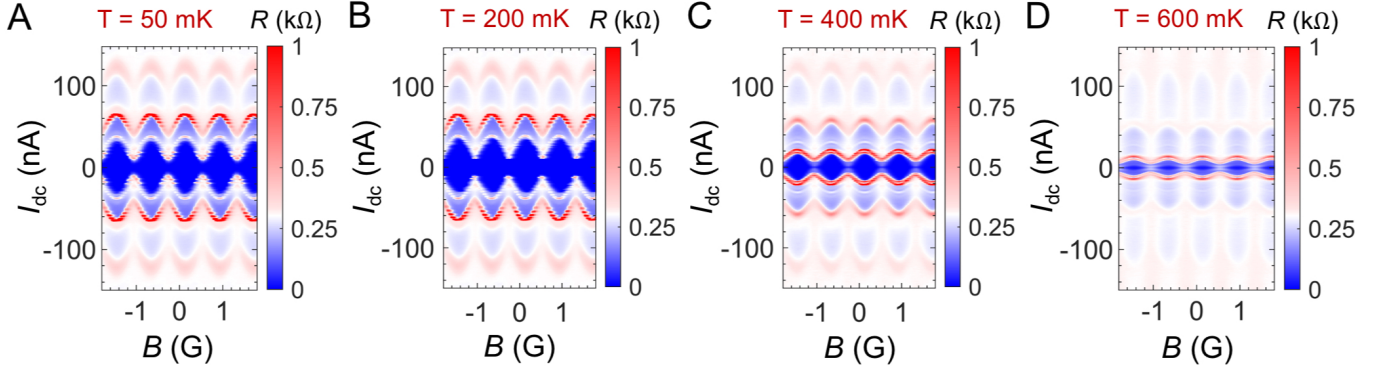 A T = 50 mK R (kΩ) B T = 200 mK R (kΩ) C T = 400 mK R (kΩ) D T = 600 mK R (kΩ)
1 1 1 1
100 100 100 100
0.75 0.75 0.75 0.75
Idc (nA) 0 0.5 Idc (nA) 0 0.5 Idc (nA) 0 0.5 Idc (nA) 0 0.5
0.25 0.25 0.25 0.25
-100 -100 -100 -100
0 0 0 0
-1 0 1 -1 0 1 -1 0 1 -1 0 1
B (G) B (G) B (G) B (G)